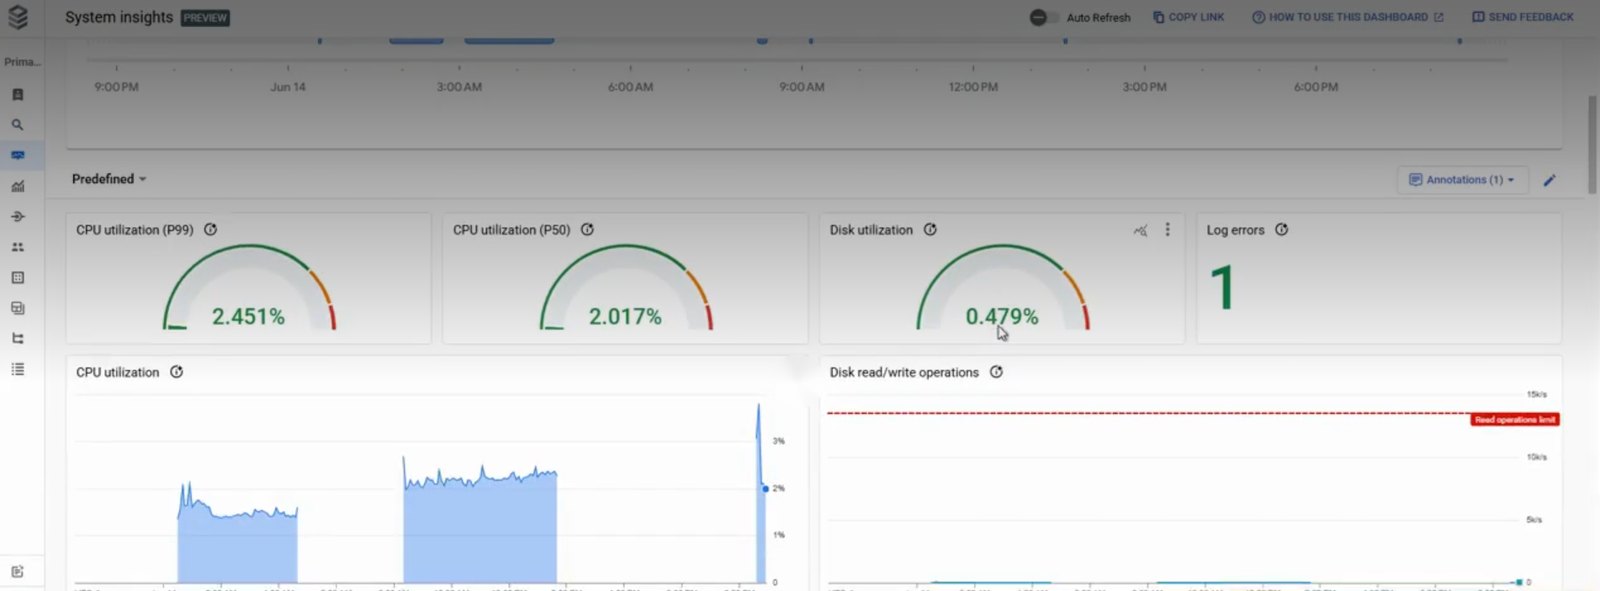 System insights PREVIEW
Auto Refresh COPY LINK HOW TO USE THIS DASHBOARD SEND FEEDBACK
Prima...
9:00 PM Jun 14 3:00 AM 6:00 AM 9:00 AM 12:00 PM 3:00 PM 6:00 PM
Predefined
Annotations (1)
CPU utilization (P99)
2.451%
CPU utilization (P50)
2.017%
Disk utilization
0.479%
Log errors
1
CPU utilization
3%
2%
1%
0
Disk read/write operations
15k/s
Read operations limit
10k/s
5k/s
0